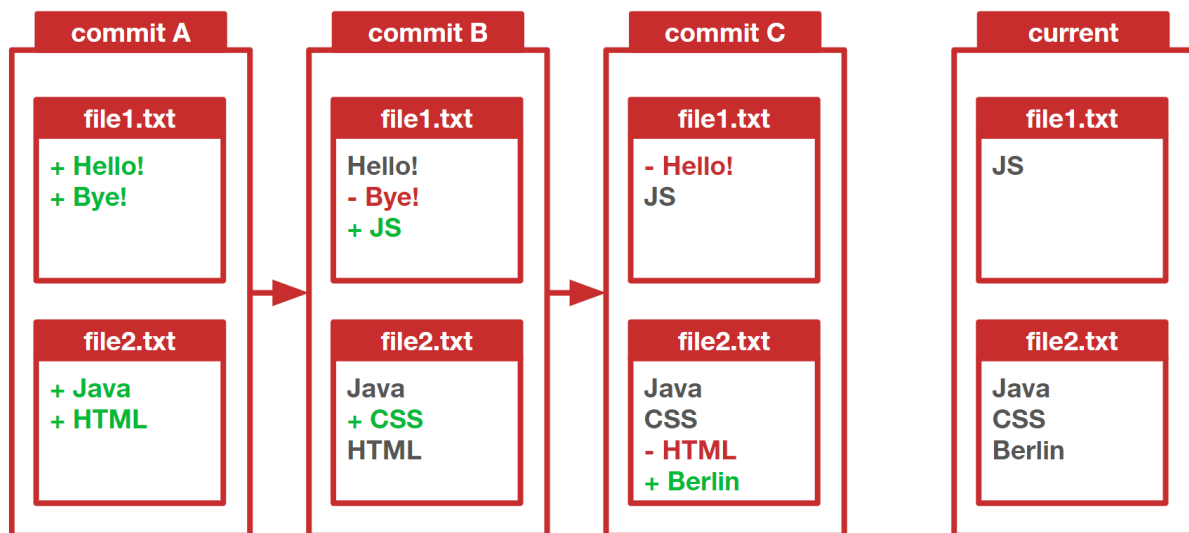 commit A
file1.txt
+ Hello!
+ Bye!
file2.txt
+ Java
+ HTML
commit B
file1.txt
Hello!
- Bye!
+ JS
file2.txt
Java
+ CSS
HTML
commit C
file1.txt
- Hello!
JS
file2.txt
Java
CSS
- HTML
+ Berlin
current
file1.txt
JS
file2.txt
Java
CSS
Berlin